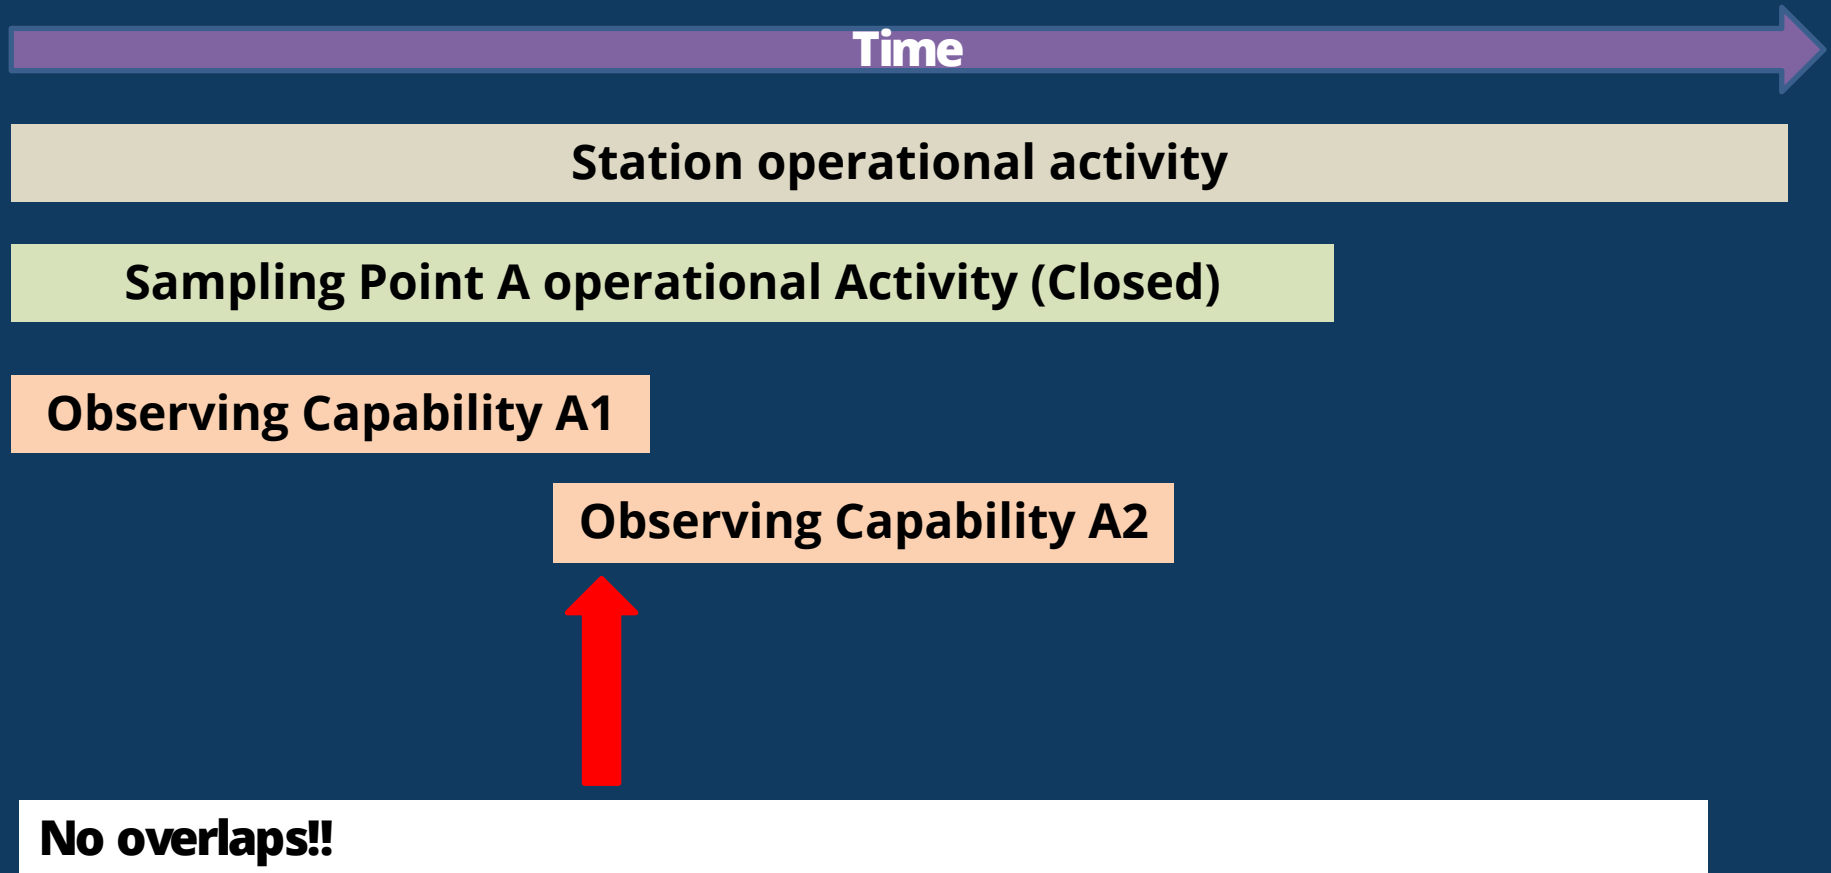 Time
Station operational activity
Sampling Point A operational Activity (Closed)
Observing Capability A1
Observing Capability A2
No overlaps!!